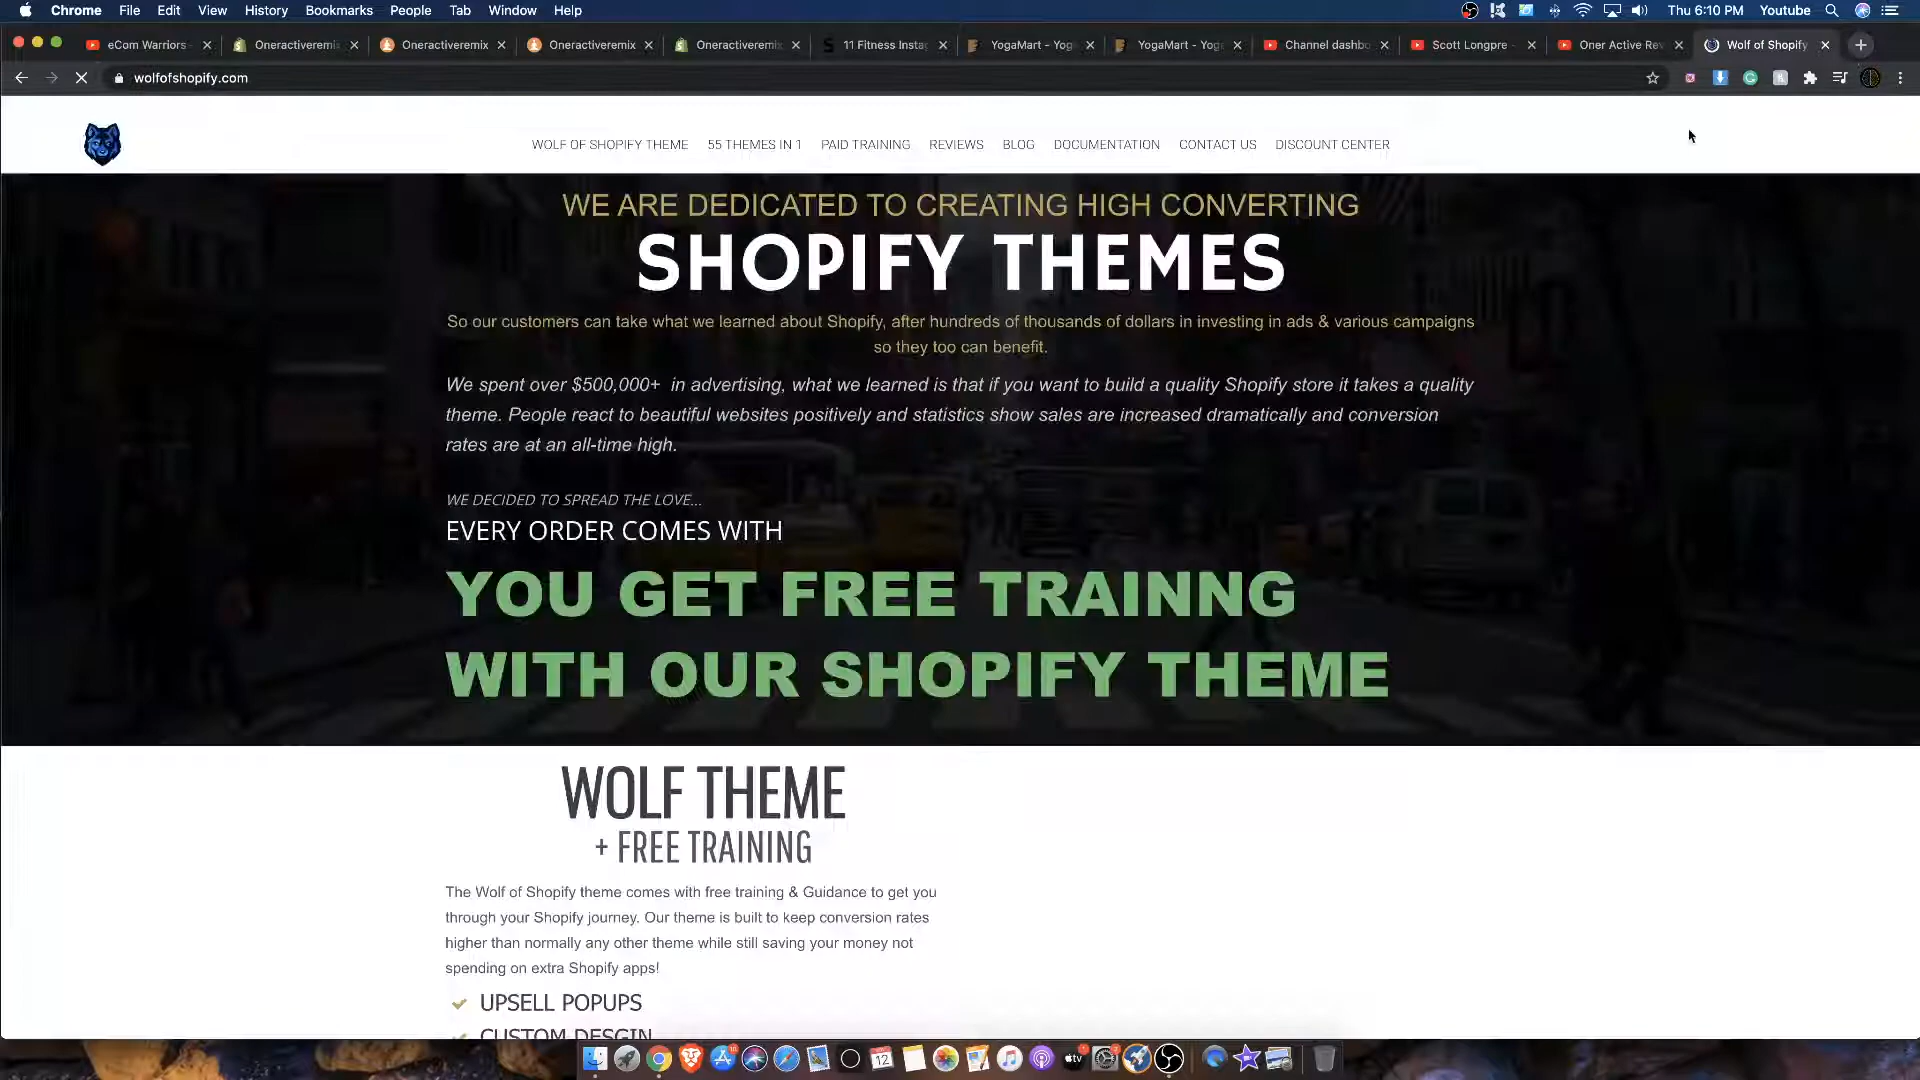 Chrome File Edit View History Bookmarks People Tab Window Help Thu 6:10 PM Youtube
eCom Warriors - Oneractiveremix Oneractiveremix Oneractiveremix Oneractiveremix 11 Fitness Insta YogaMart - Yog YogaMart - Yog Channel dashbo Scott Longpre - Oner Active Rev Wolf of Shopify
wolfofshopify.com
WOLF OF SHOPIFY THEME 55 THEMES IN 1 PAID TRAINING REVIEWS BLOG DOCUMENTATION CONTACT US DISCOUNT CENTER
WE ARE DEDICATED TO CREATING HIGH CONVERTING
SHOPIFY THEMES
So our customers can take what we learned about Shopify, after hundreds of thousands of dollars in investing in ads & various campaigns
so they too can benefit.
We spent over $500,000+ in advertising, what we learned is that if you want to build a quality Shopify store it takes a quality
theme. People react to beautiful websites positively and statistics show sales are increased dramatically and conversion
rates are at an all-time high.
WE DECIDED TO SPREAD THE LOVE...
EVERY ORDER COMES WITH
YOU GET FREE TRAINNG
WITH OUR SHOPIFY THEME
WOLF THEME
+ FREE TRAINING
The Wolf of Shopify theme comes with free training & Guidance to get you
through your Shopify journey. Our theme is built to keep conversion rates
higher than normally any other theme while still saving your money not
spending on extra Shopify apps!
UPSELL POPUPS
CUSTOM DESGIN
12 tv